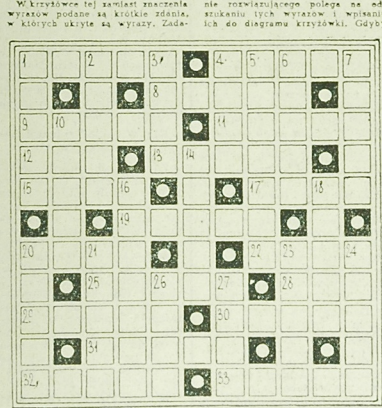 W krzyżówce tej zamiast znaczenia
wyrazów podane są krótkie zdania,
w których ukryte są wyrazy. Zada-
nie rozwiązującego polega na od-
szukaniu tych wyrazów i wpisaniu
ich do diagramu krzyżówki. Gdyby
1 2 3 4 5 6 7
8
9 10 11
12 13 14
15 16 17 18
19
20 21 22 23 24
25 26 27 28
29 30
31
32 33